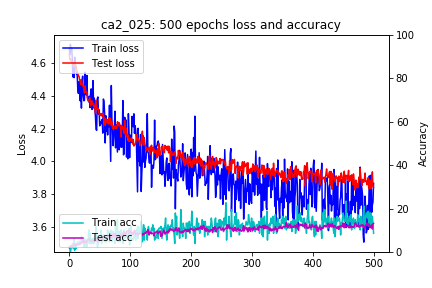 ca2_025: 500 epochs loss and accuracy
Train loss
Test loss
Train acc
Test acc
Loss
4.6
4.4
4.2
4.0
3.8
3.6
Accuracy
100
80
60
40
20
0
0
100
200
300
400
500